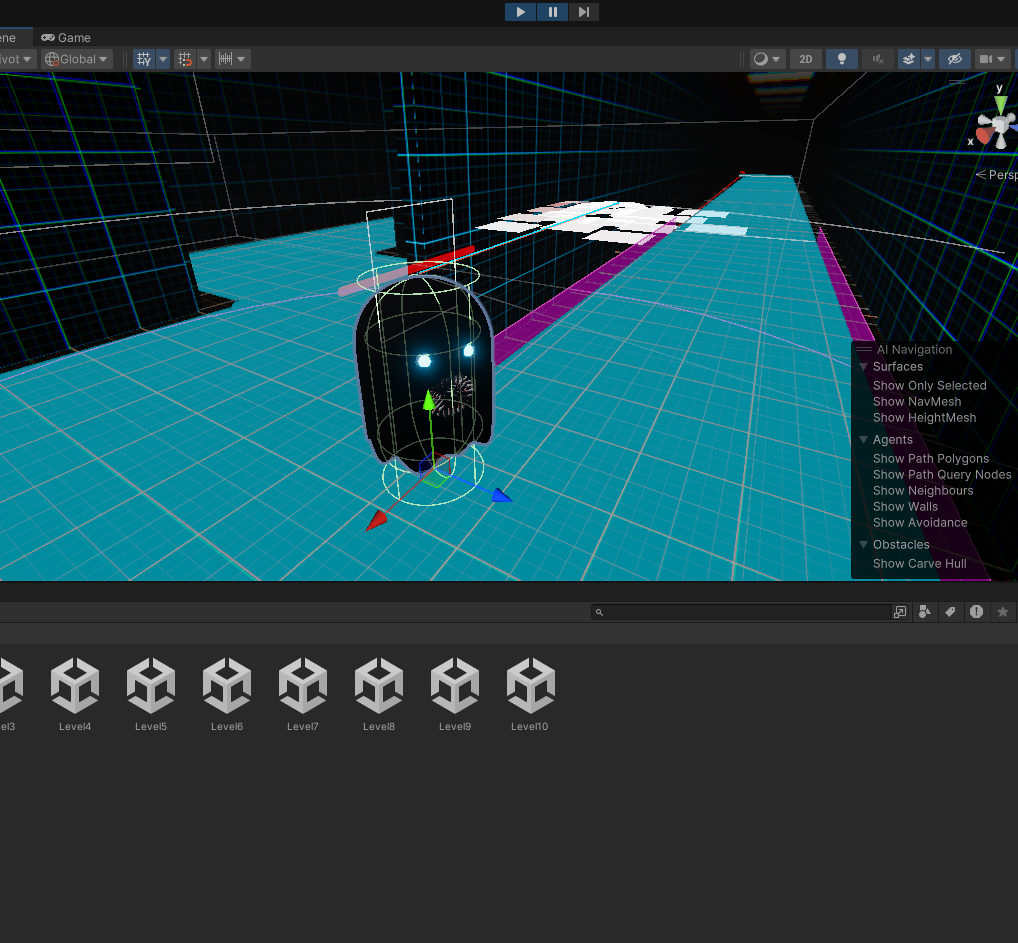 ene Game
ivot Global 2D
y
x
Persp
AI Navigation
Surfaces
Show Only Selected
Show NavMesh
Show HeightMesh
Agents
Show Path Polygons
Show Path Query Nodes
Show Neighbours
Show Walls
Show Avoidance
Obstacles
Show Carve Hull
el3 Level4 Level5 Level6 Level7 Level8 Level9 Level10